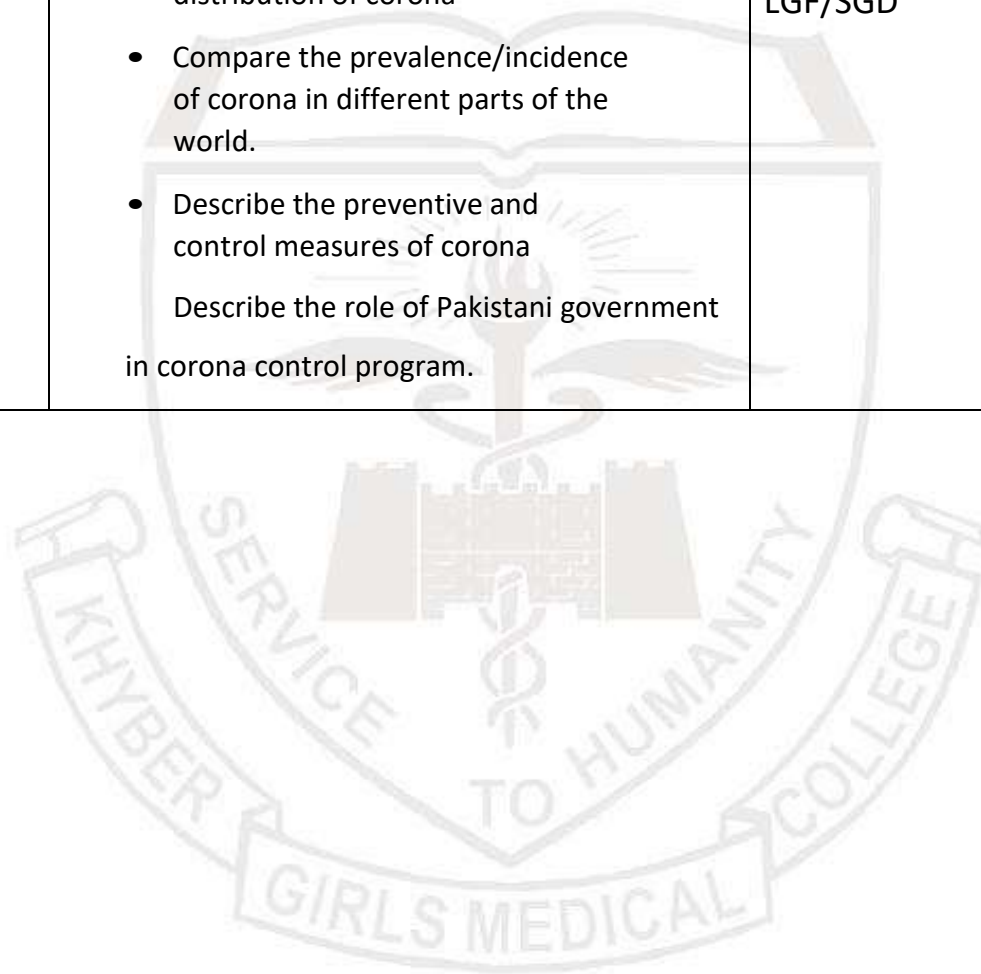 distribution of corona
LGF/SGD
• Compare the prevalence/incidence
of corona in different parts of the
world.
• Describe the preventive and
control measures of corona
Describe the role of Pakistani government
in corona control program.
SERVICE TO HUMANITY
KHYBER GIRLS MEDICAL COLLEGE